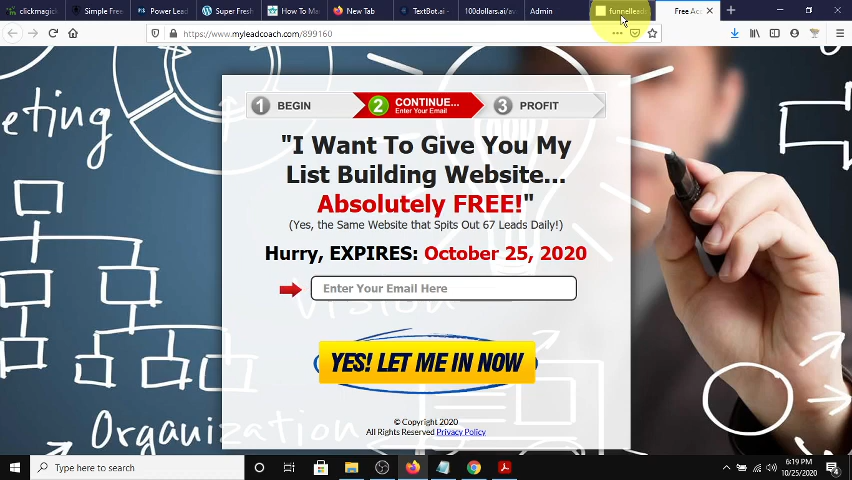 clickmagic
Simple Free
Power Lead
Super Fresh
How To Ma
New Tab
TextBot.ai -
100dollars.ai/aw
Admin
funnelleads
Free Acc
https://www.myleadcoach.com/899160
eting
1 BEGIN
2 CONTINUE...
Enter Your Email
3 PROFIT
"I Want To Give You My
List Building Website...
Absolutely FREE!"
(Yes, the Same Website that Spits Out 67 Leads Daily!)
Hurry, EXPIRES: October 25, 2020
Enter Your Email Here
Vision
YES! LET ME IN NOW
© Copyright 2020
All Rights Reserved Privacy Policy
Organization
Type here to search
6:19 PM
10/25/2020
4